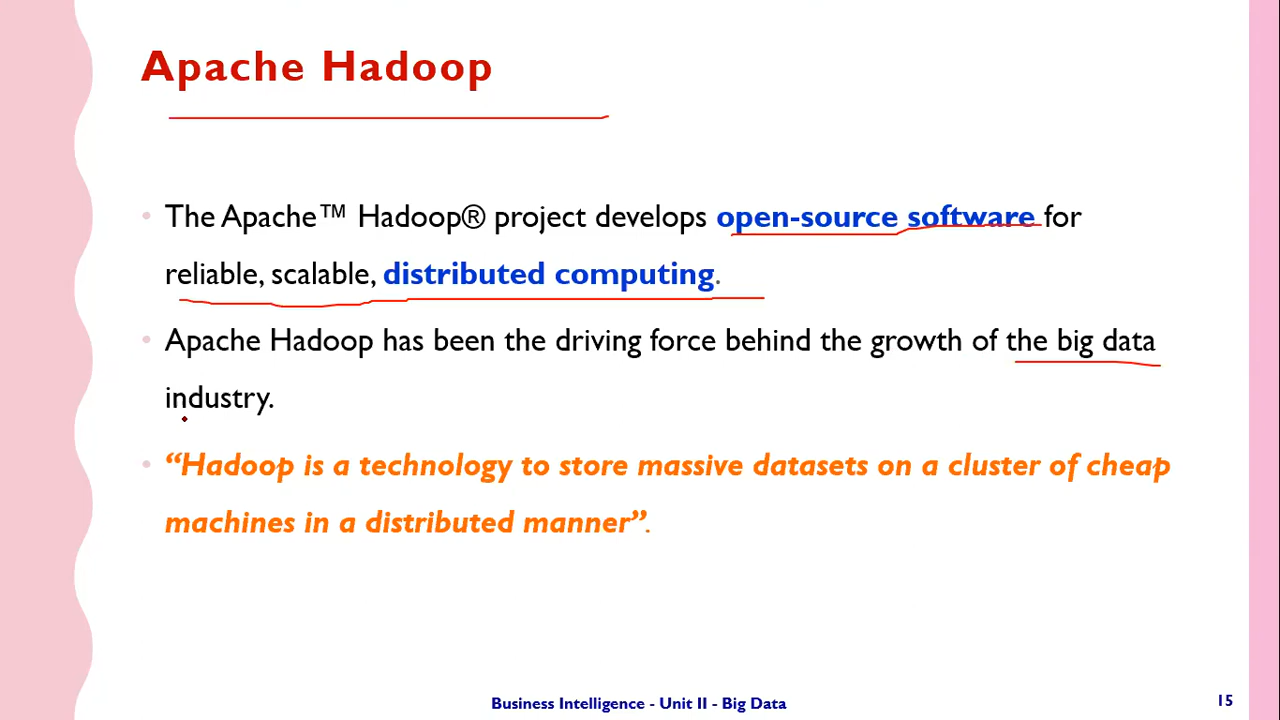 Apache Hadoop
• The Apache™ Hadoop® project develops open-source software for
reliable, scalable, distributed computing.
• Apache Hadoop has been the driving force behind the growth of the big data
industry.
• “Hadoop is a technology to store massive datasets on a cluster of cheap
machines in a distributed manner”.
Business Intelligence - Unit II - Big Data
15